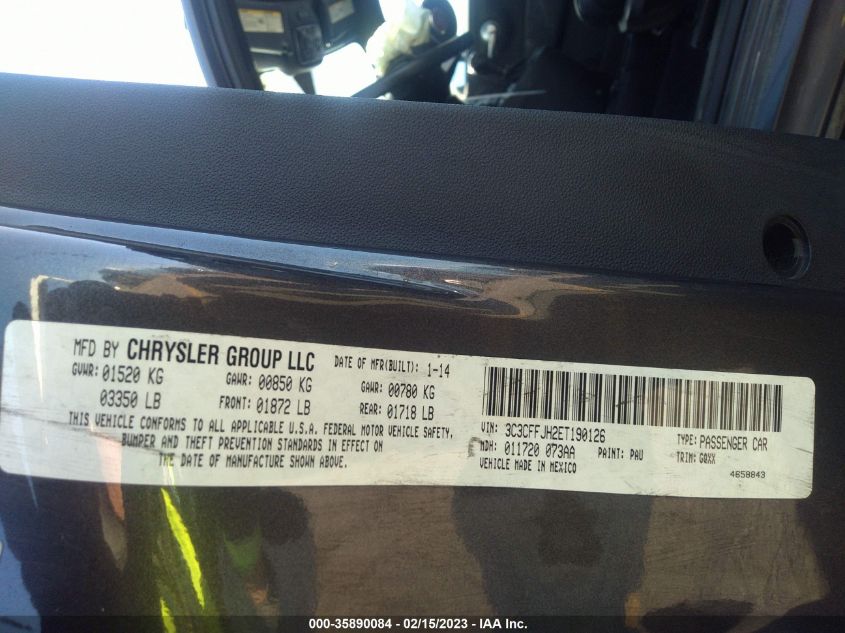 MFD BY CHRYSLER GROUP LLC
DATE OF MFR(BUILT): 1-14
GVWR: 01520 KG
GAWR: 00850 KG
GAWR: 00780 KG
03350 LB
FRONT: 01872 LB
REAR: 01718 LB
THIS VEHICLE CONFORMS TO ALL APPLICABLE U.S.A. FEDERAL MOTOR VEHICLE SAFETY,
BUMPER AND THEFT PREVENTION STANDARDS IN EFFECT ON
THE DATE OF MANUFACTURE SHOWN ABOVE.
VIN: 3C3CFFJH2ET190126
TYPE: PASSENGER CAR
MDH: 011720 073AA
PAINT: PAU
TRIM: G0XX
VEHICLE MADE IN MEXICO
4658843
000-35890084 - 02/15/2023 - IAA Inc.